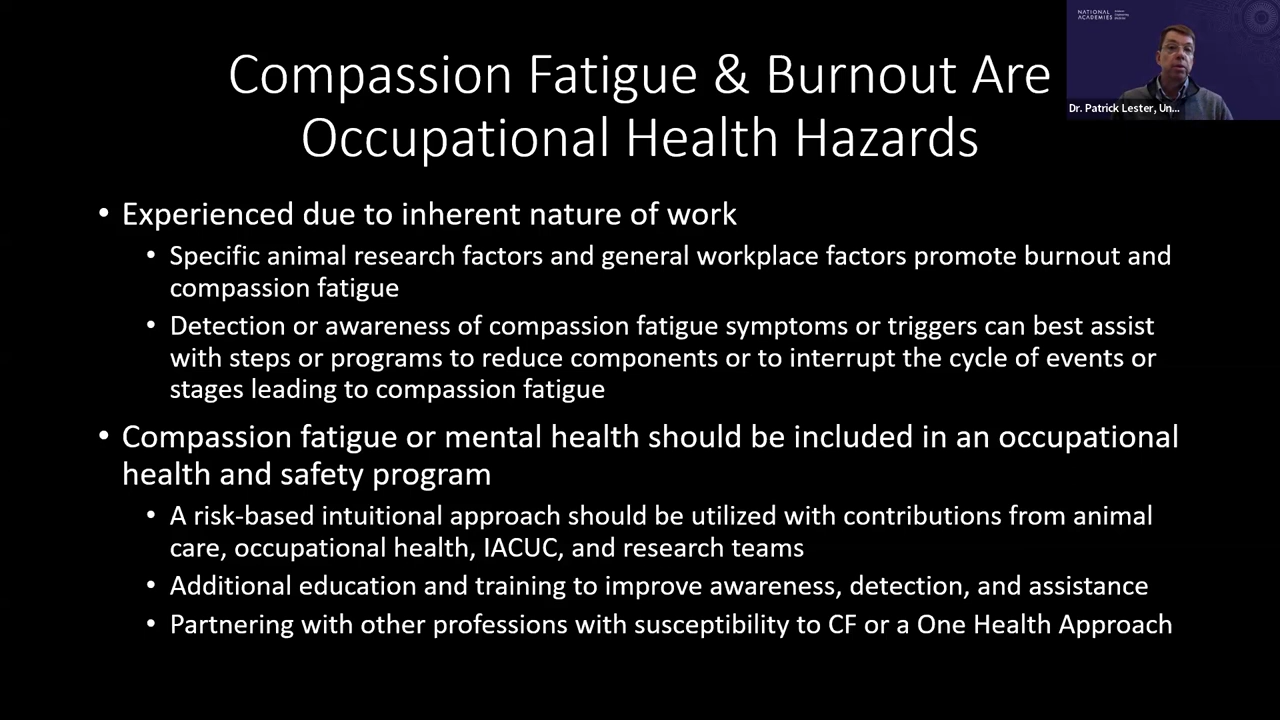 Compassion Fatigue & Burnout Are
Occupational Health Hazards
NATIONAL
ACADEMIES
Sciences
Engineering
Medicine
Dr. Patrick Lester, Un...
• Experienced due to inherent nature of work
• Specific animal research factors and general workplace factors promote burnout and
compassion fatigue
• Detection or awareness of compassion fatigue symptoms or triggers can best assist
with steps or programs to reduce components or to interrupt the cycle of events or
stages leading to compassion fatigue
• Compassion fatigue or mental health should be included in an occupational
health and safety program
• A risk-based intuitional approach should be utilized with contributions from animal
care, occupational health, IACUC, and research teams
• Additional education and training to improve awareness, detection, and assistance
• Partnering with other professions with susceptibility to CF or a One Health Approach